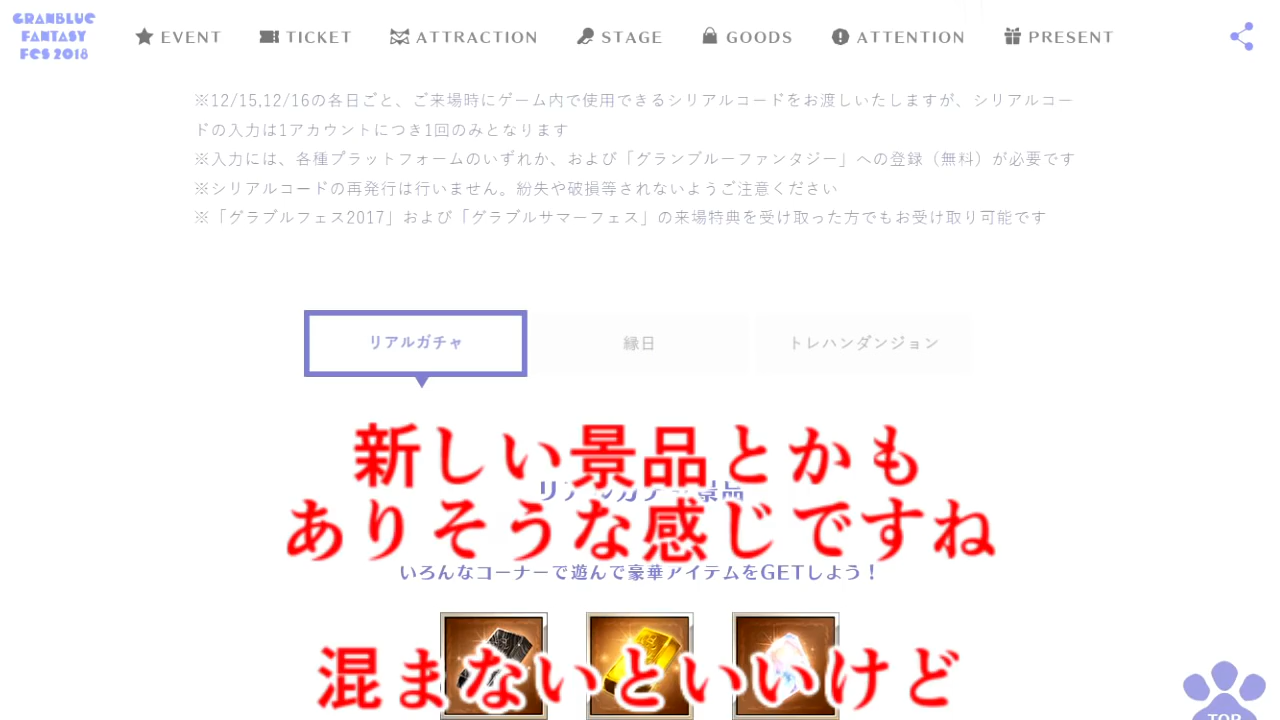 GRANBLUE
FANTASY
FES 2018
EVENT
TICKET
ATTRACTION
STAGE
GOODS
ATTENTION
PRESENT
※12/15,12/16の各日ごと、ご来場時にゲーム内で使用できるシリアルコードをお渡しいたしますが、シリアルコー
ドの入力は1アカウントにつき1回のみとなります
※入力には、各種プラットフォームのいずれか、および「グランブルーファンタジー」への登録（無料）が必要です
※シリアルコードの再発行は行いません。紛失や破損等されないようご注意ください
※「グラブルフェス2017」および「グラブルサマーフェス」の来場特典を受け取った方でもお受け取り可能です
リアルガチャ
縁日
トレハンダンジョン
新しい景品とかも
リアルガチャ景品
ありそうな感じですね
いろんなコーナーで遊んで豪華アイテムをGETしよう！
混まないといいけど
TOP